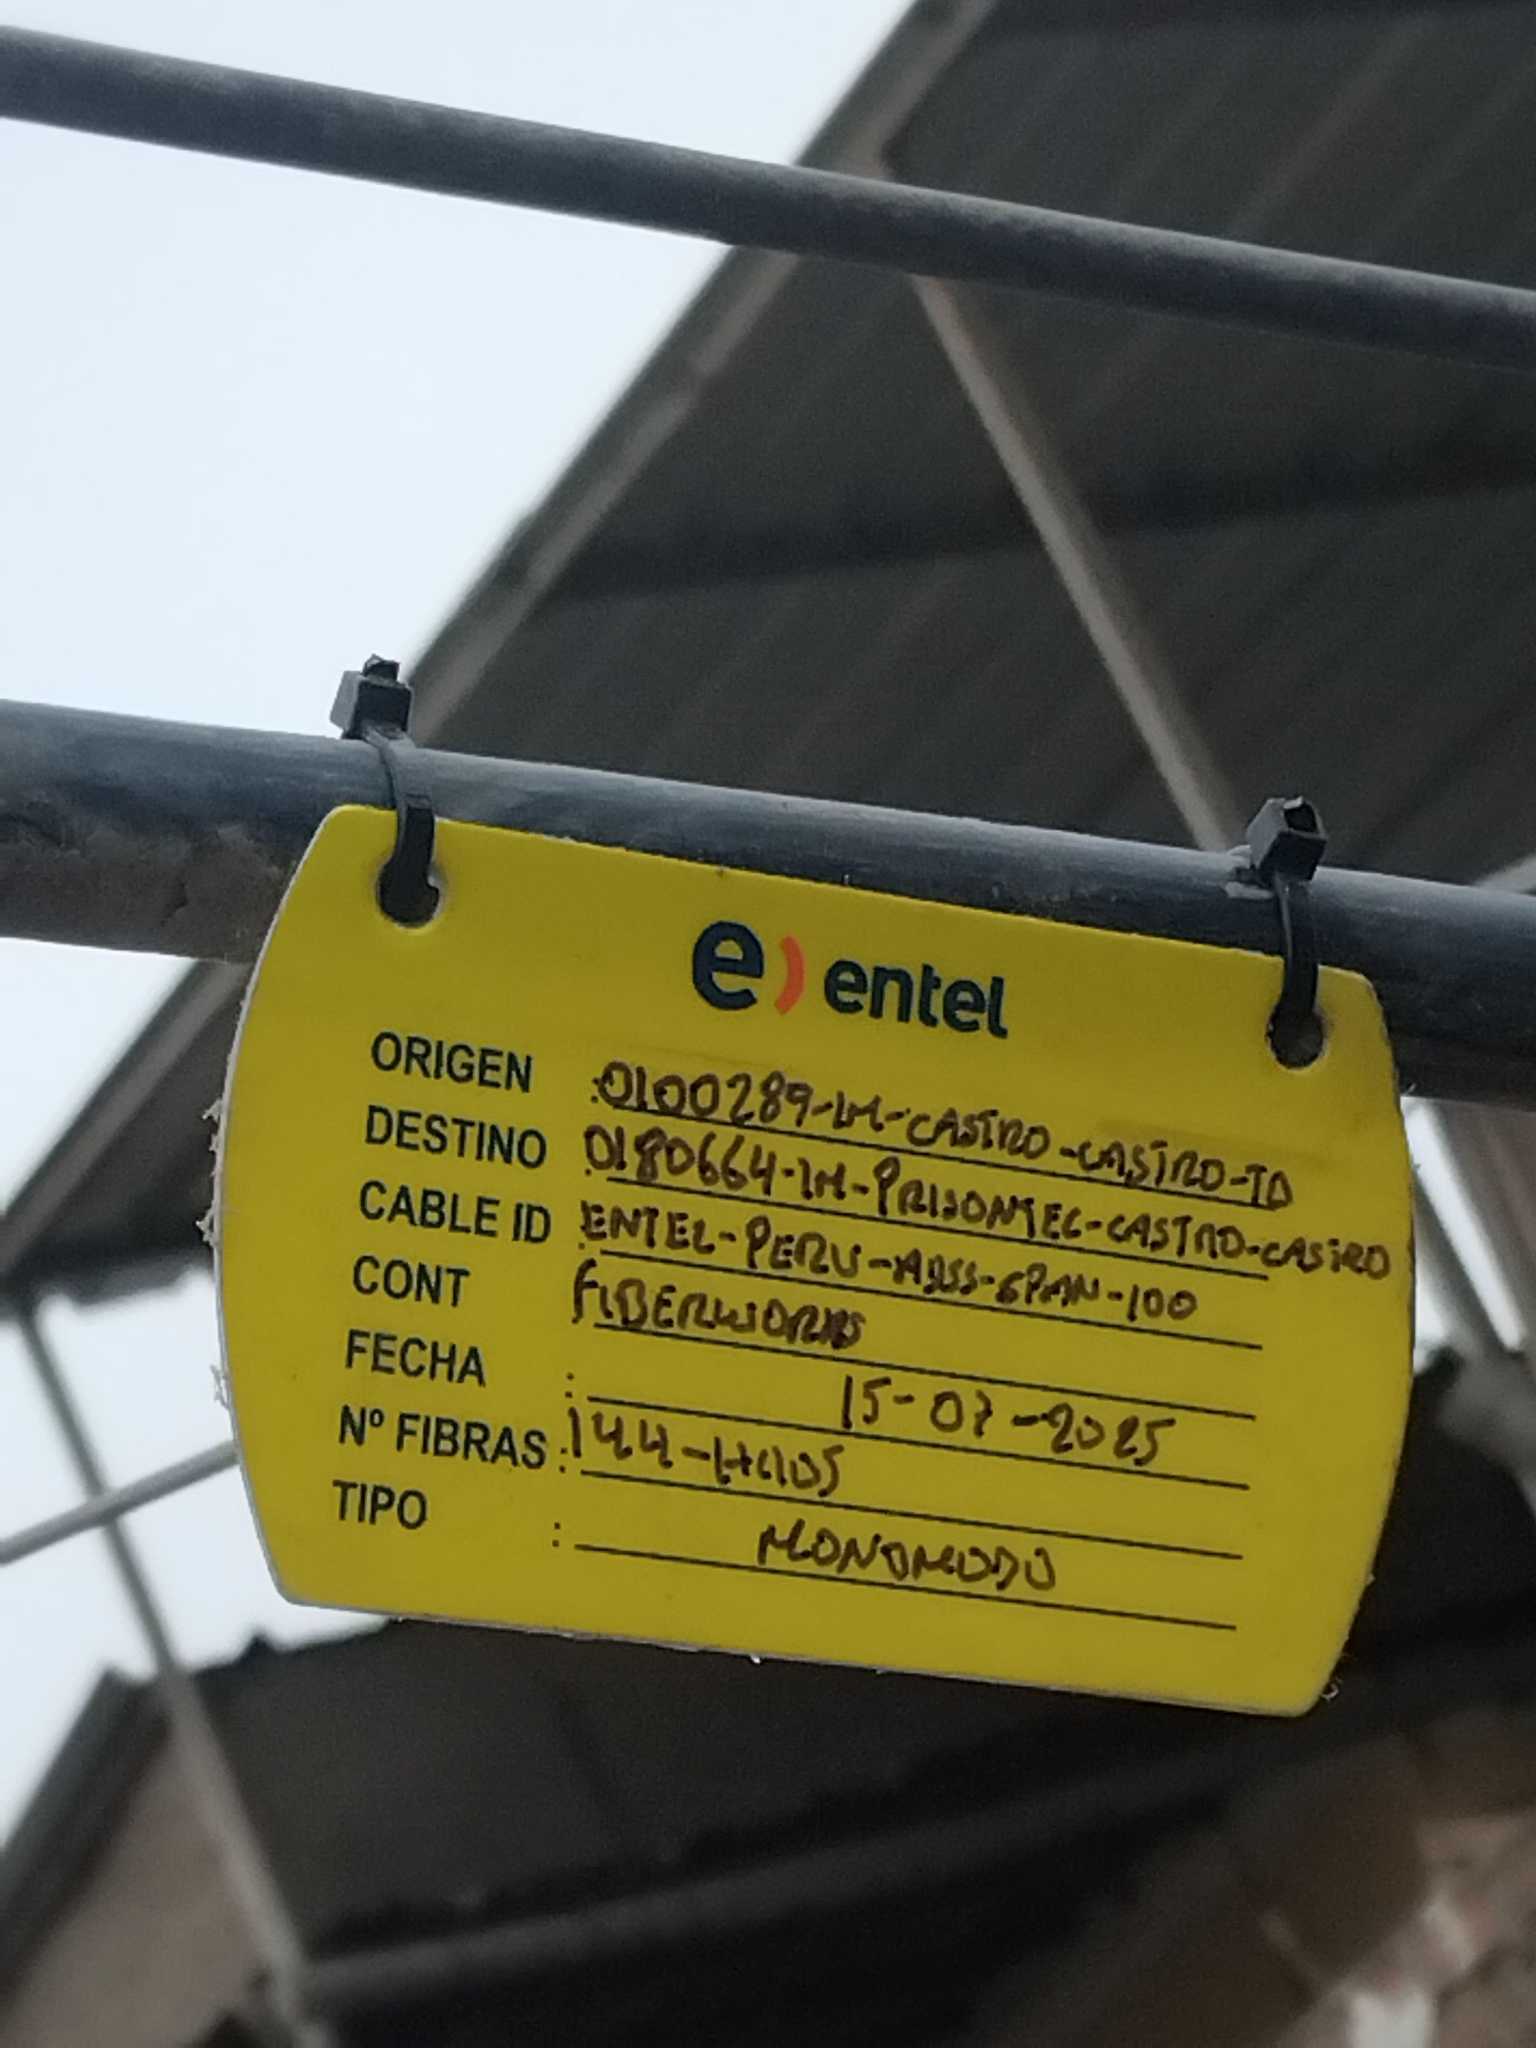 e) entel
ORIGEN : 0100289-LM-CASTRO-CASTRO-TD
DESTINO : 0180664-LM-PRISONTEC-CASTRO-CASTRO
CABLE ID : ENTEL-PERU-ADSS-SPAN-100
CONT FIBERWORKS
FECHA : 15-07-2025
Nº FIBRAS : 144-HILOS
TIPO : MONOMODO